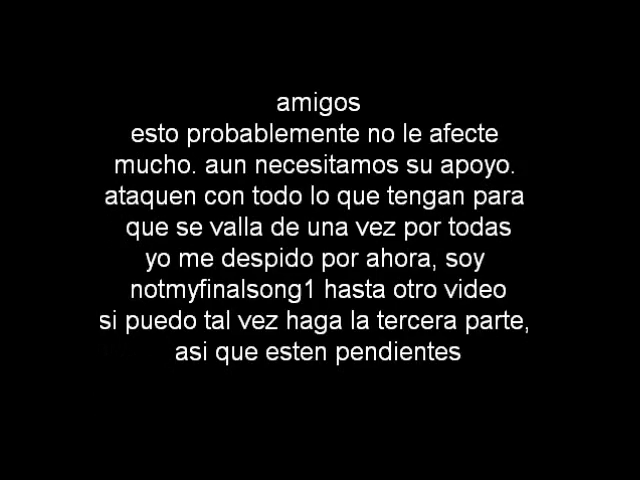 amigos
esto probablemente no le afecte
mucho. aun necesitamos su apoyo.
ataquen con todo lo que tengan para
que se valla de una vez por todas
yo me despido por ahora, soy
notmyfinalsong1 hasta otro video
si puedo tal vez haga la tercera parte,
asi que esten pendientes